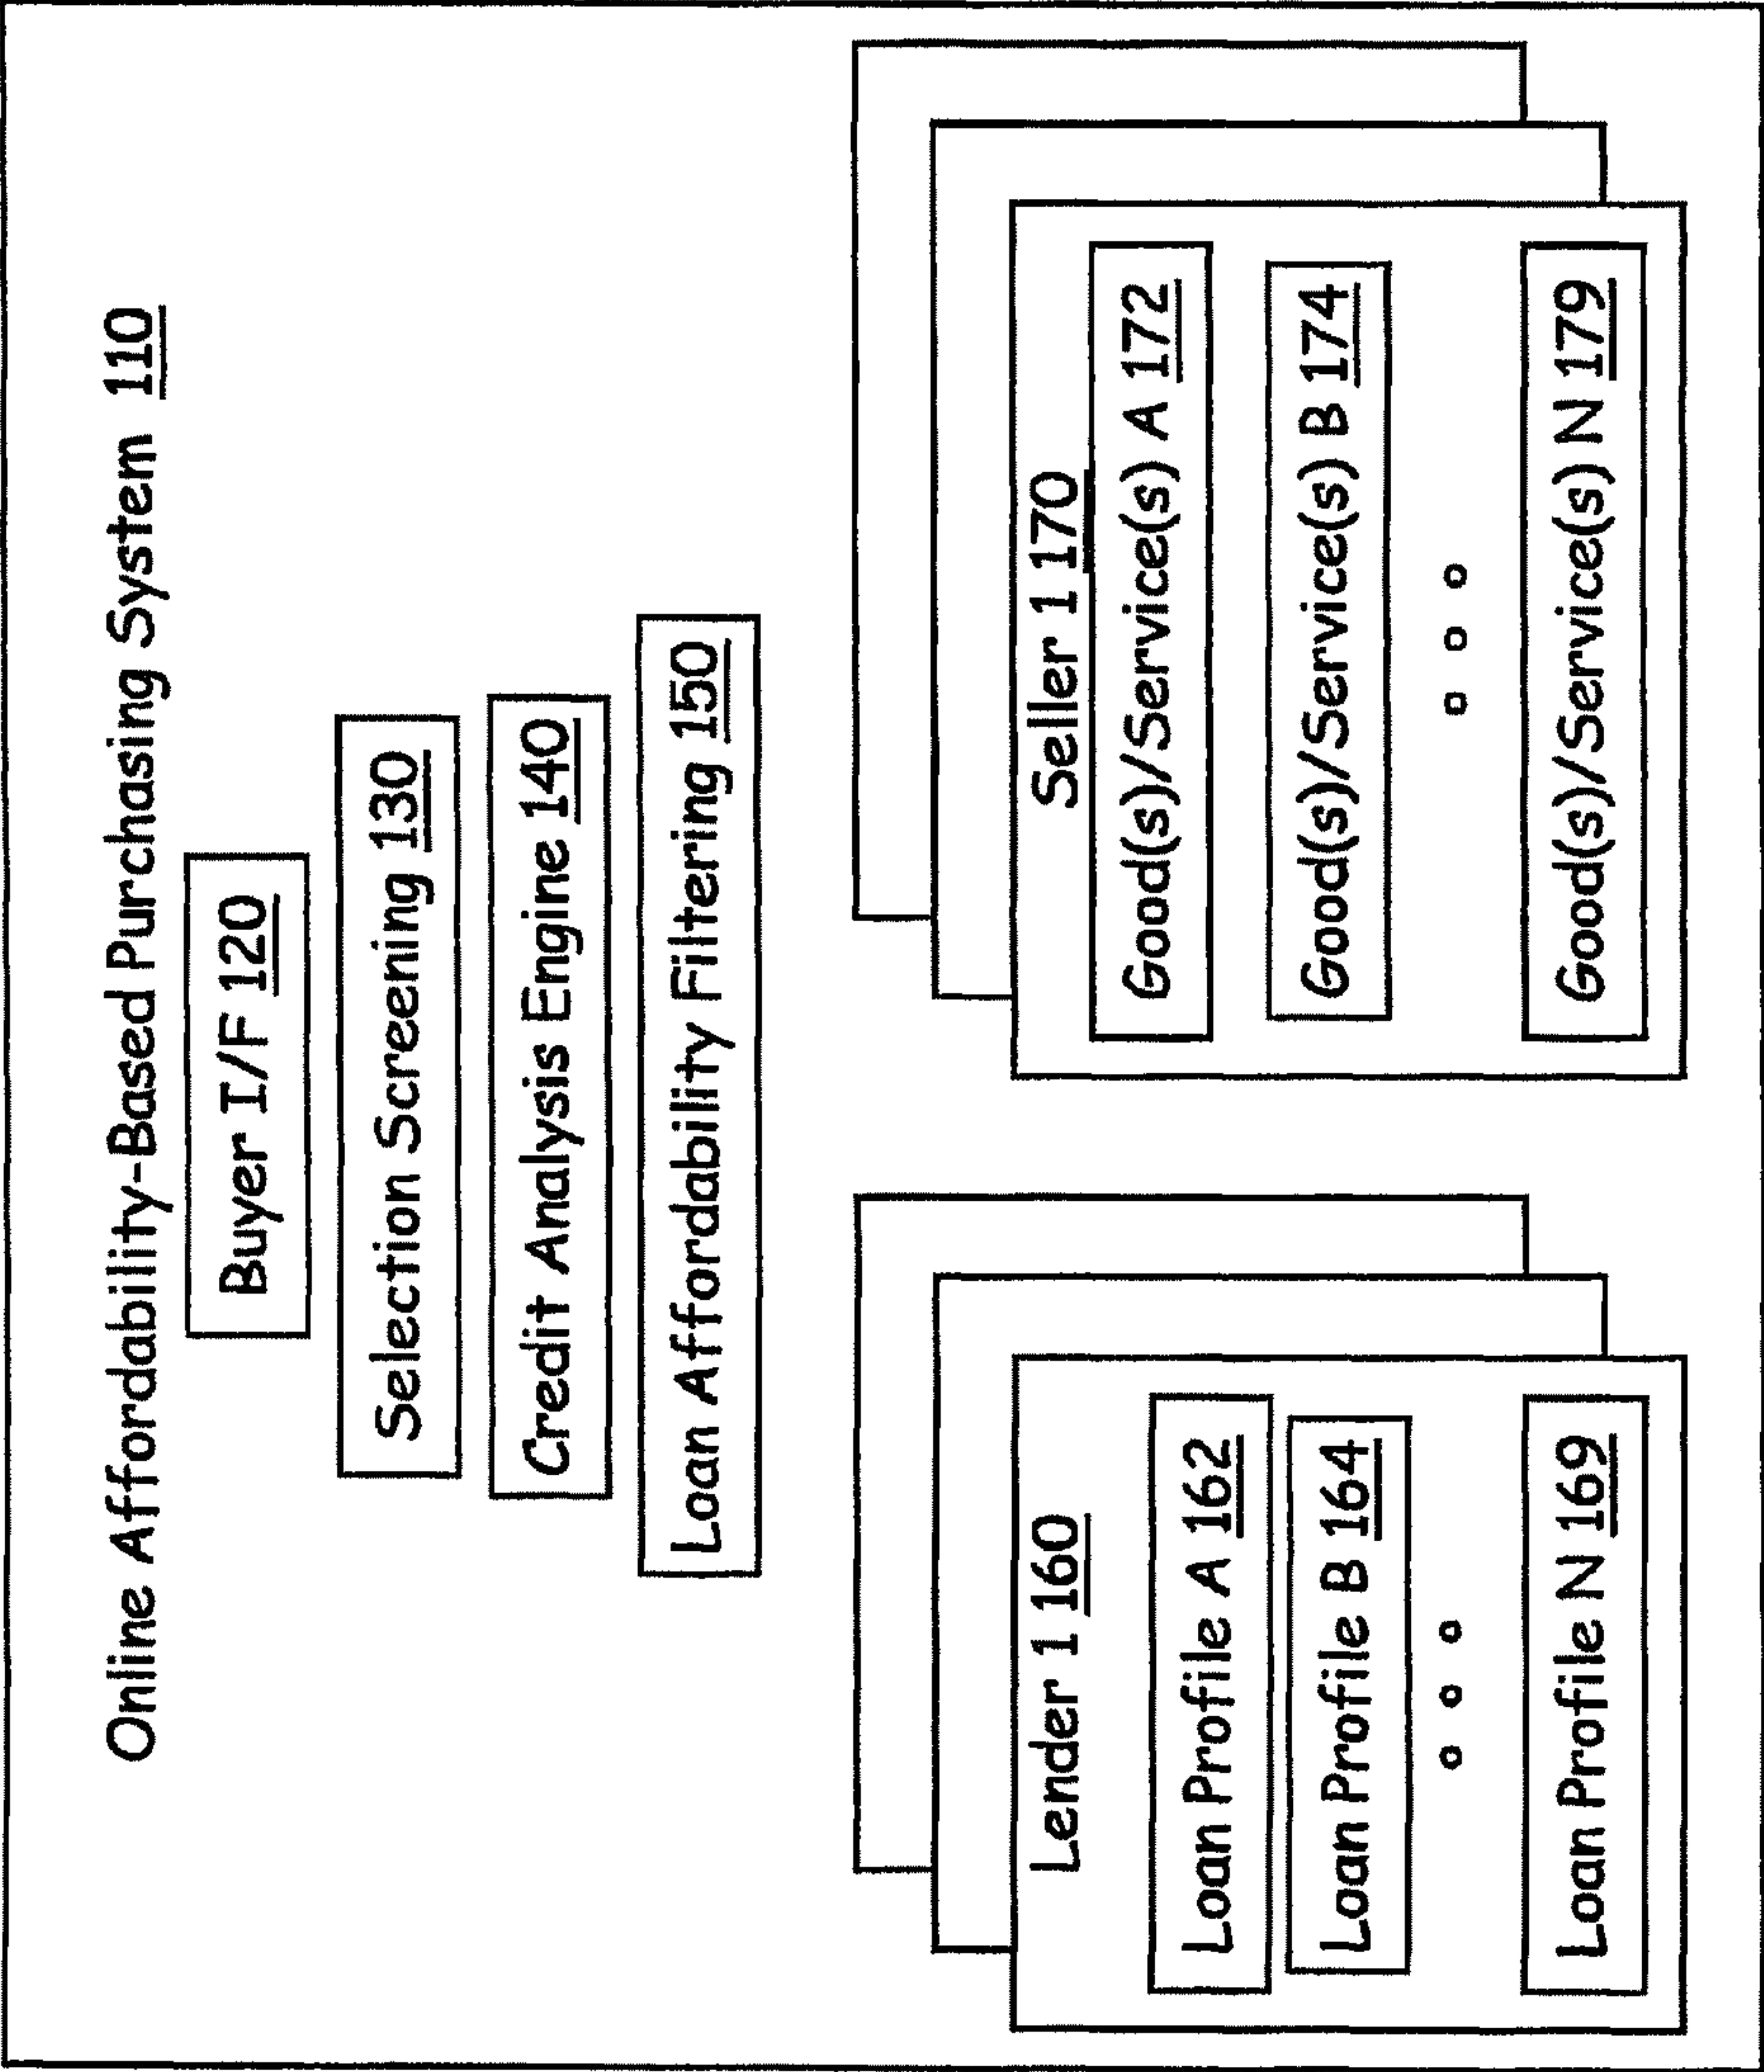 Online Affordability-Based Purchasing System 110
Buyer I/F 120
Selection Screening 130
Credit Analysis Engine 140
Loan Affordability Filtering 150
Lender 1 160
Loan Profile A 162
Loan Profile B 164
Loan Profile N 169
Seller 1 170
Good(s)/Service(s) A 172
Good(s)/Service(s) B 174
Good(s)/Service(s) N 179